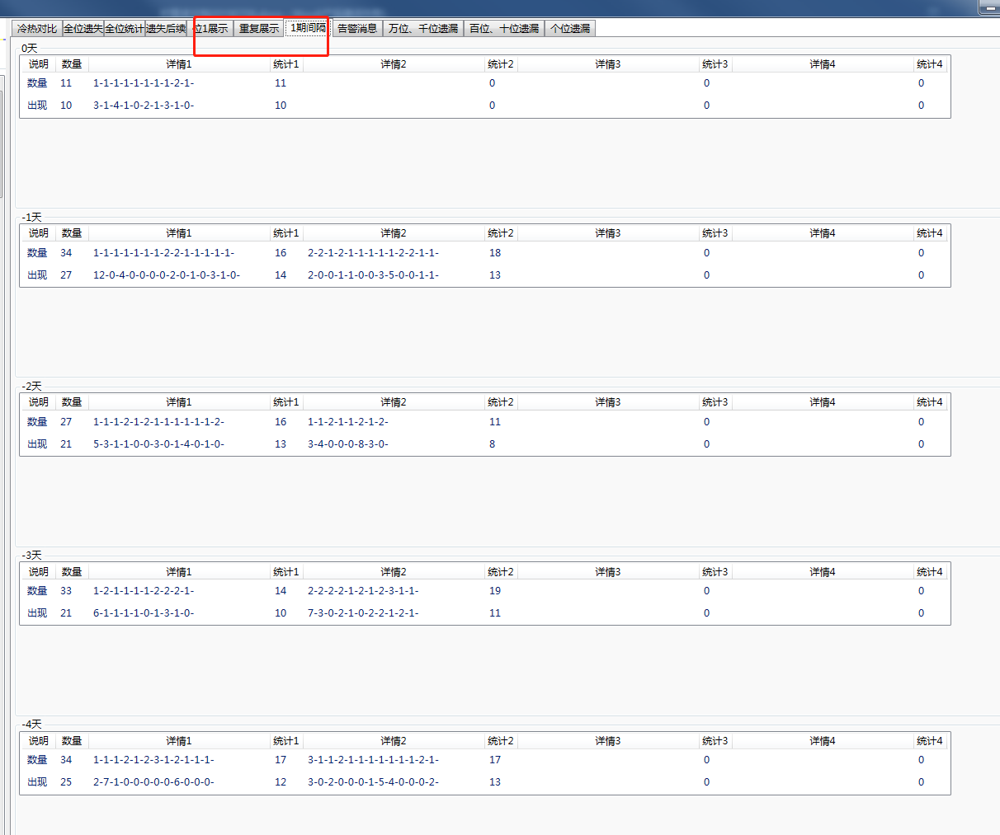 冷热对比 全位遗失 全位统计 遗失后续 位1展示 重复展示 1期间隔 告警消息 万位、千位遗漏 百位、十位遗漏 个位遗漏
0天
说明 数量 详情1 统计1 详情2 统计2 详情3 统计3 详情4 统计4
数量 11 1-1-1-1-1-1-1-1-2-1- 11 0 0 0
出现 10 3-1-4-1-0-2-1-3-1-0- 10 0 0 0
-1天
说明 数量 详情1 统计1 详情2 统计2 详情3 统计3 详情4 统计4
数量 34 1-1-1-1-1-1-1-2-2-1-1-1-1-1- 16 2-2-1-2-1-1-1-1-1-2-2-1-1- 18 0 0
出现 27 12-0-4-0-0-0-0-2-0-1-0-3-1-0- 14 2-0-0-1-1-0-0-3-5-0-0-1-1- 13 0 0
-2天
说明 数量 详情1 统计1 详情2 统计2 详情3 统计3 详情4 统计4
数量 27 1-1-1-2-1-2-1-1-1-1-1-1-2- 16 1-1-2-1-1-2-1-2- 11 0 0
出现 21 5-3-1-1-0-0-3-0-1-4-0-1-0- 13 3-4-0-0-0-8-3-0- 8 0 0
-3天
说明 数量 详情1 统计1 详情2 统计2 详情3 统计3 详情4 统计4
数量 33 1-2-1-1-1-1-2-2-2-1- 14 2-2-2-2-1-2-1-2-3-1-1- 19 0 0
出现 21 6-1-1-1-1-0-1-3-1-0- 10 7-3-0-2-1-0-2-2-1-2-1- 11 0 0
-4天
说明 数量 详情1 统计1 详情2 统计2 详情3 统计3 详情4 统计4
数量 34 1-1-1-2-1-2-3-1-2-1-1-1- 17 3-1-1-2-1-1-1-1-1-1-1-2-1- 17 0 0
出现 25 2-7-1-0-0-0-0-0-6-0-0-0- 12 3-0-2-0-0-0-1-5-4-0-0-0-2- 13 0 0